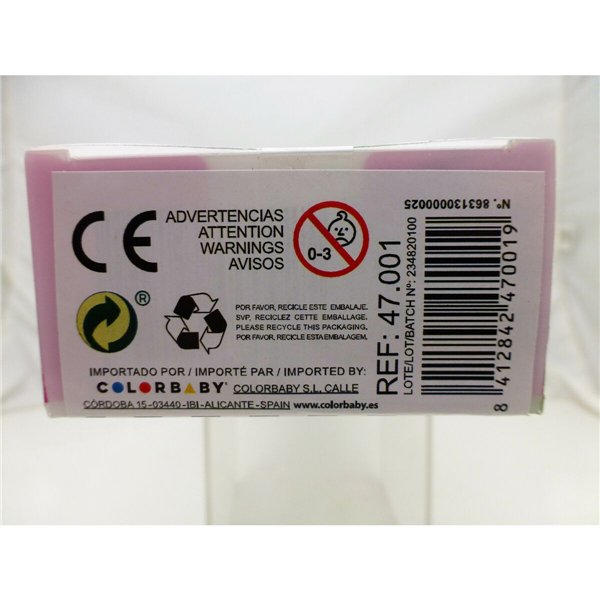 CE
ADVERTENCIAS
ATTENTION
WARNINGS
AVISOS
0-3
®
POR FAVOR, RECICLE ESTE EMBALAJE.
SVP, RECICLEZ CETTE EMBALLAGE.
PLEASE RECYCLE THIS PACKAGING.
POR FAVOR, RECICLE ESTA EMBALAGEM.
IMPORTADO POR / IMPORTÉ PAR / IMPORTED BY:
COLORBABY® COLORBABY S.L. CALLE
CÓRDOBA 15-03440-IBI-ALICANTE-SPAIN www.colorbaby.es
REF: 47.001
LOTE/LOT/BATCH Nº: 234820100
Nº. 863130000025
8 412842 470019